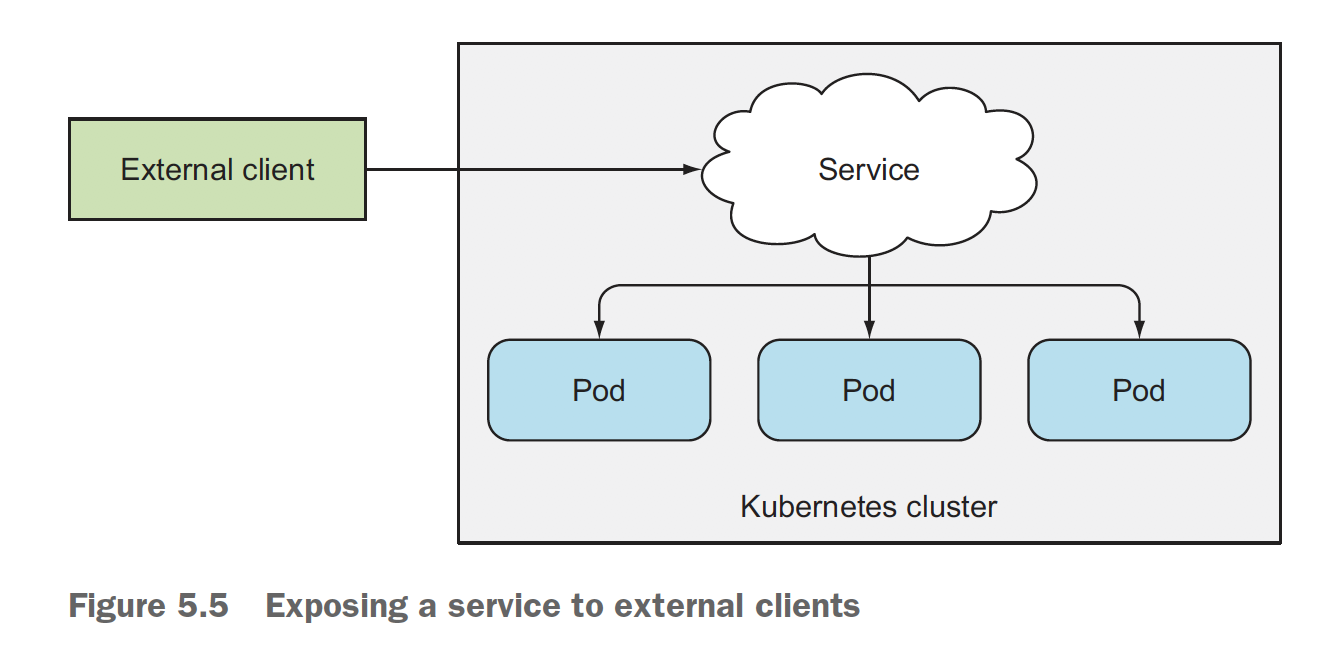 External client
Service
Pod
Pod
Pod
Kubernetes cluster
Figure 5.5 Exposing a service to external clients